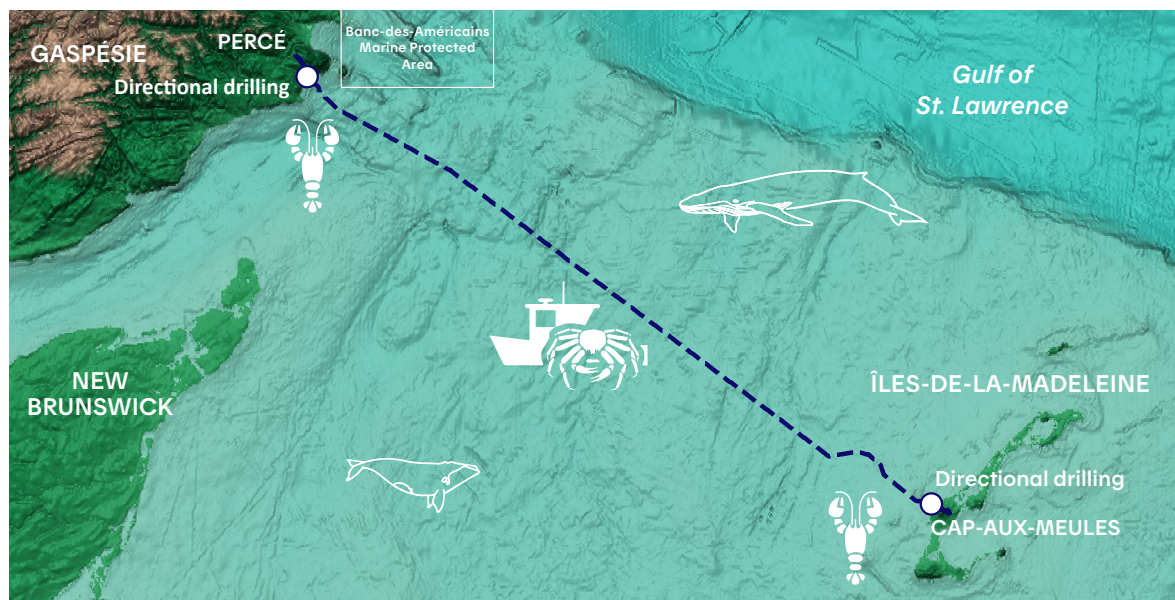 GASPÉSIE
PERCÉ
Directional drilling
Banc-des-Américains
Marine Protected
Area
Gulf of
St. Lawrence
NEW
BRUNSWICK
ÎLES-DE-LA-MADELEINE
Directional drilling
CAP-AUX-MEULES